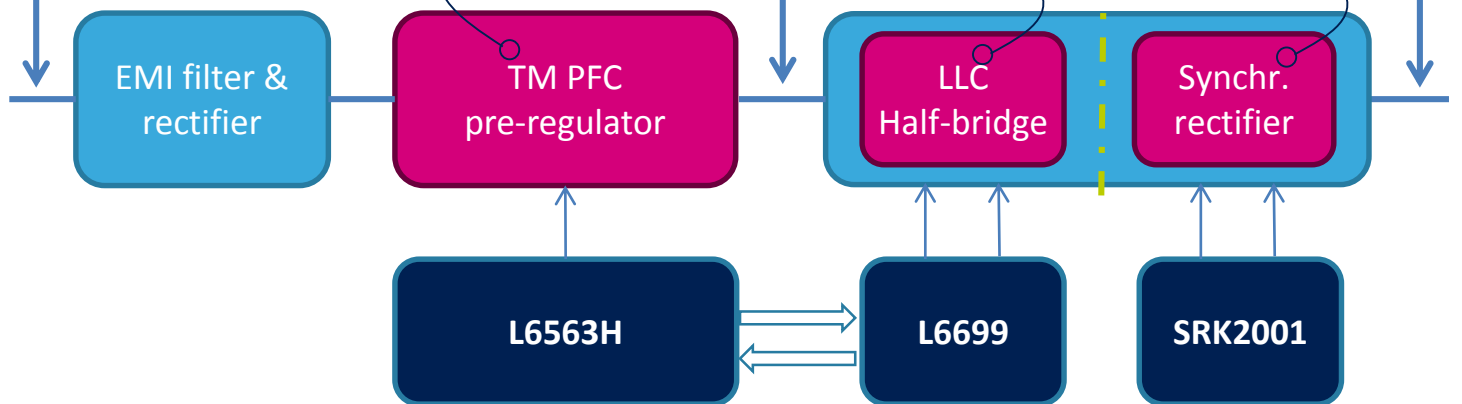 EMI filter &
rectifier
TM PFC
pre-regulator
LLC
Half-bridge
Synchr.
rectifier
L6563H
L6699
SRK2001